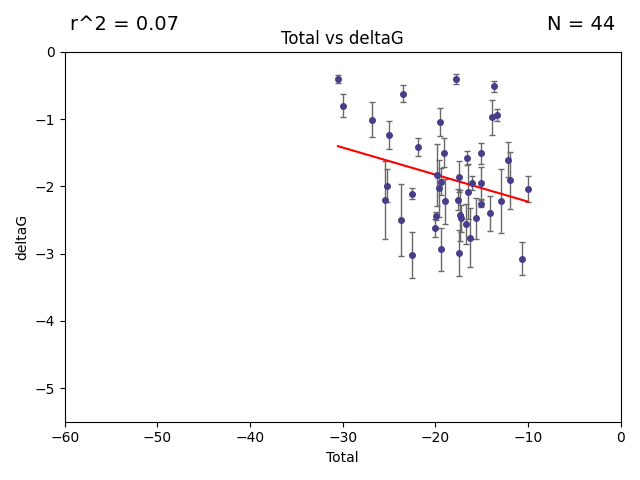 r^2 = 0.07
N = 44
Total vs deltaG
0
−1
−2
−3
−4
−5
deltaG
−60
−50
−40
−30
−20
−10
0
Total